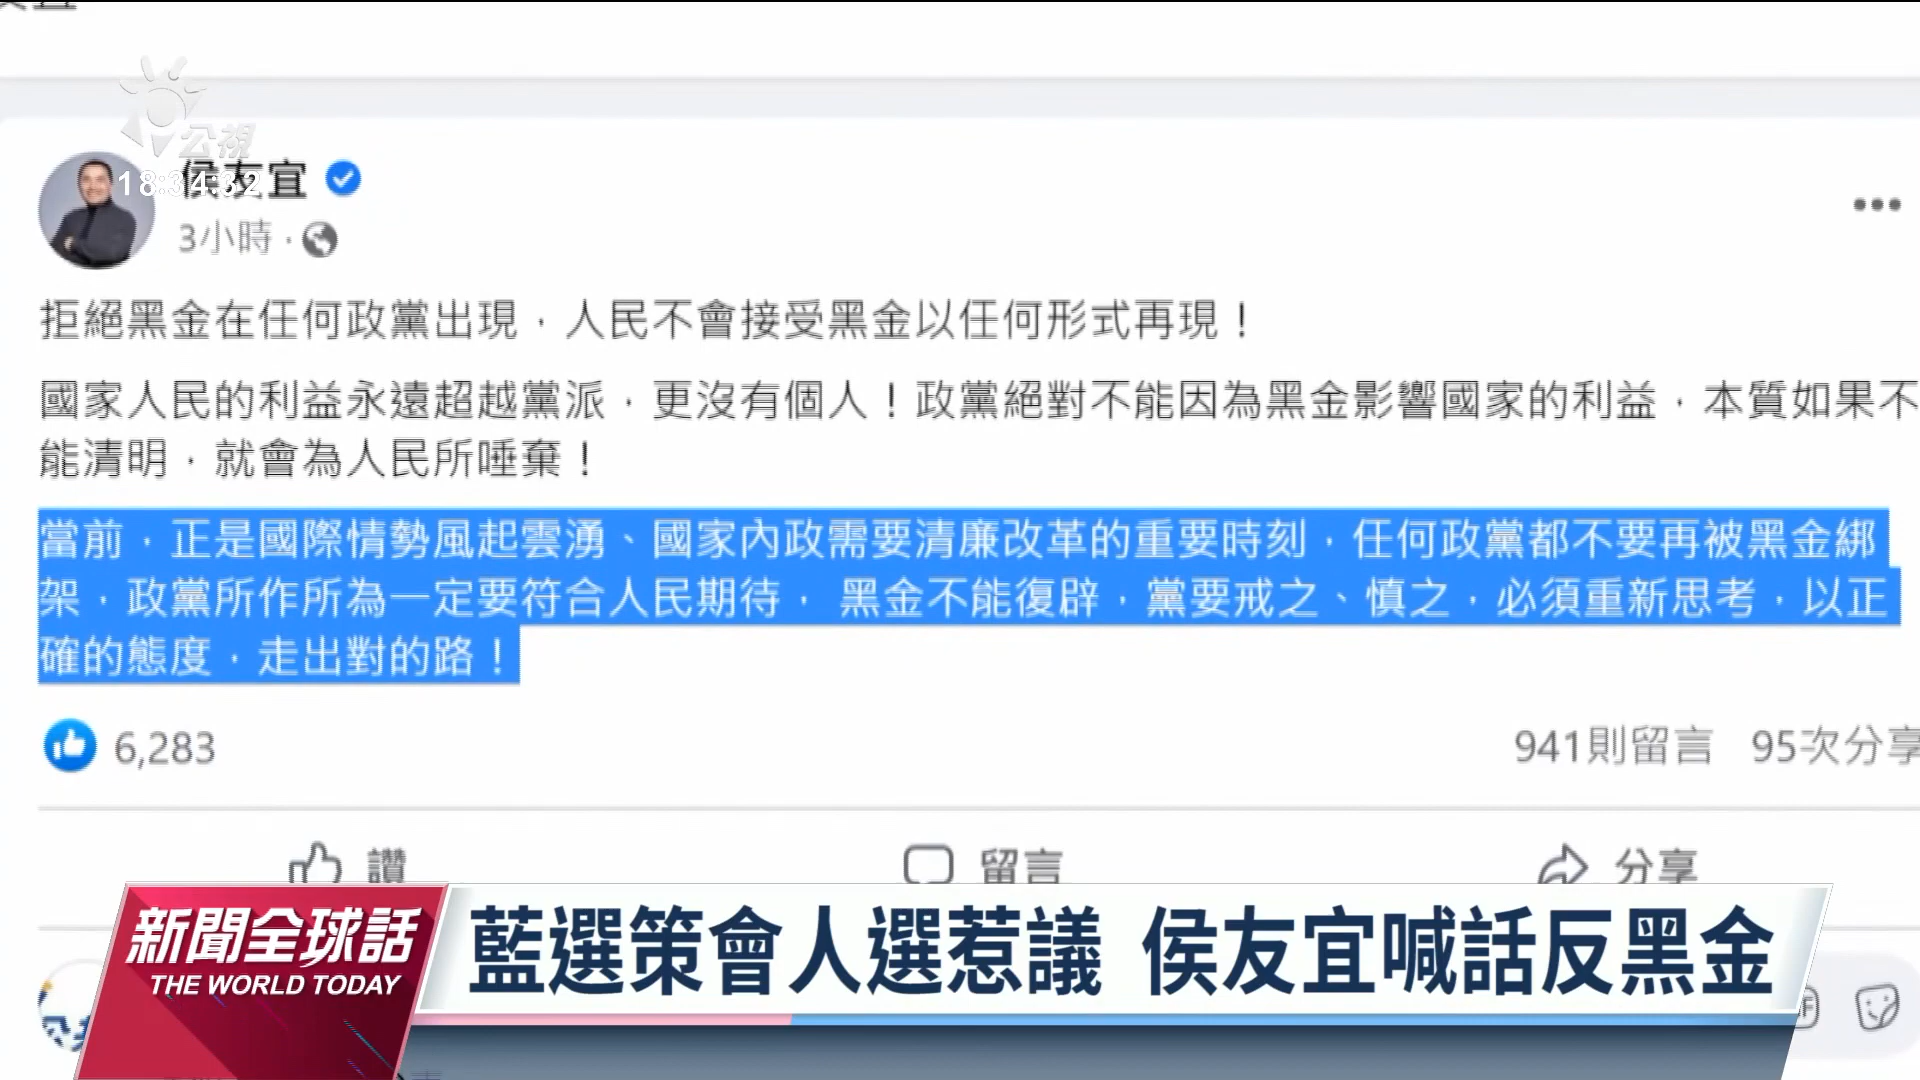 公視
18:34:32
侯友宜
3小時 ·
拒絕黑金在任何政黨出現，人民不會接受黑金以任何形式再現！
國家人民的利益永遠超越黨派，更沒有個人！政黨絕對不能因為黑金影響國家的利益，本質如果不
能清明，就會為人民所唾棄！
當前，正是國際情勢風起雲湧、國家內政需要清廉改革的重要時刻，任何政黨都不要再被黑金綁
架，政黨所作所為一定要符合人民期待， 黑金不能復辟，黨要戒之、慎之，必須重新思考，以正
確的態度，走出對的路！
6,283
941則留言 95次分享
讚 留言 分享
新聞全球話
THE WORLD TODAY
藍選策會人選惹議 侯友宜喊話反黑金